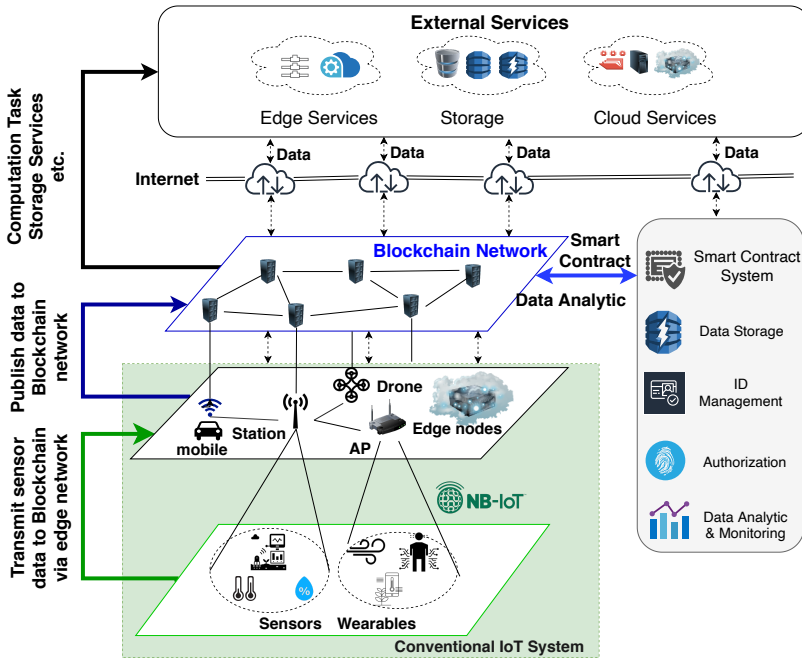 External Services
Edge Services
Storage
Cloud Services
Computation Task
Storage Services
etc.
Data
Data
Data
Data
Internet
Blockchain Network
Smart
Contract
Data Analytic
Smart Contract
System
Data Storage
ID
Management
Authorization
Data Analytic
& Monitoring
Publish data to
Blockchain
network
Drone
Station
mobile
AP
Edge nodes
Transmit sensor
data to Blockchain
via edge network
NB-IoT
%
Sensors
Wearables
Conventional IoT System